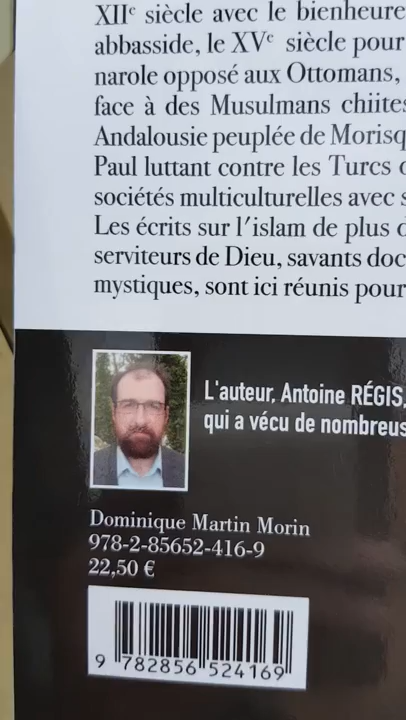 XIIᵉ siècle avec le bienheure
abbasside, le XVᵉ siècle pour
narole opposé aux Ottomans,
face à des Musulmans chiites
Andalousie peuplée de Morisq
Paul luttant contre les Turcs
sociétés multiculturelles avec
Les écrits sur l'islam de plus
serviteurs de Dieu, savants doc
mystiques, sont ici réunis pour
L'auteur, Antoine RÉGIS,
qui a vécu de nombreus
Dominique Martin Morin
978-2-85652-416-9
22,50 €
9 782856 524169